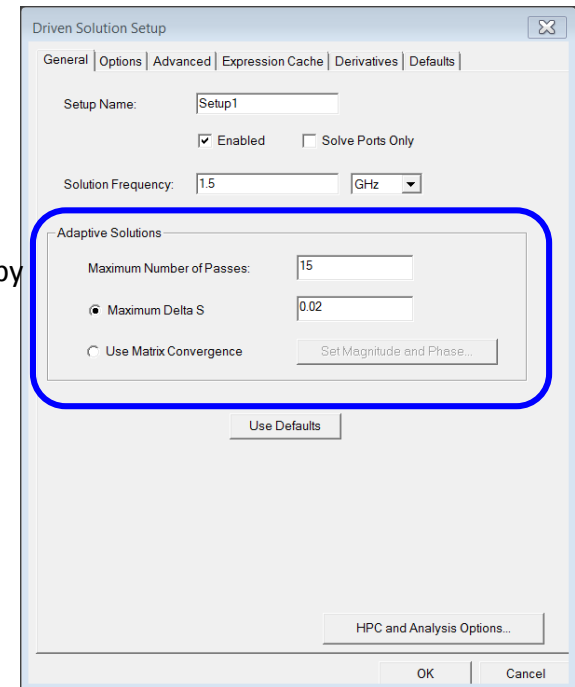 Driven Solution Setup
General Options Advanced Expression Cache Derivatives Defaults
Setup Name: Setup1
Enabled Solve Ports Only
Solution Frequency: 1.5 GHz
Adaptive Solutions
by
Maximum Number of Passes: 15
Maximum Delta S 0.02
Use Matrix Convergence Set Magnitude and Phase...
Use Defaults
HPC and Analysis Options...
OK Cancel